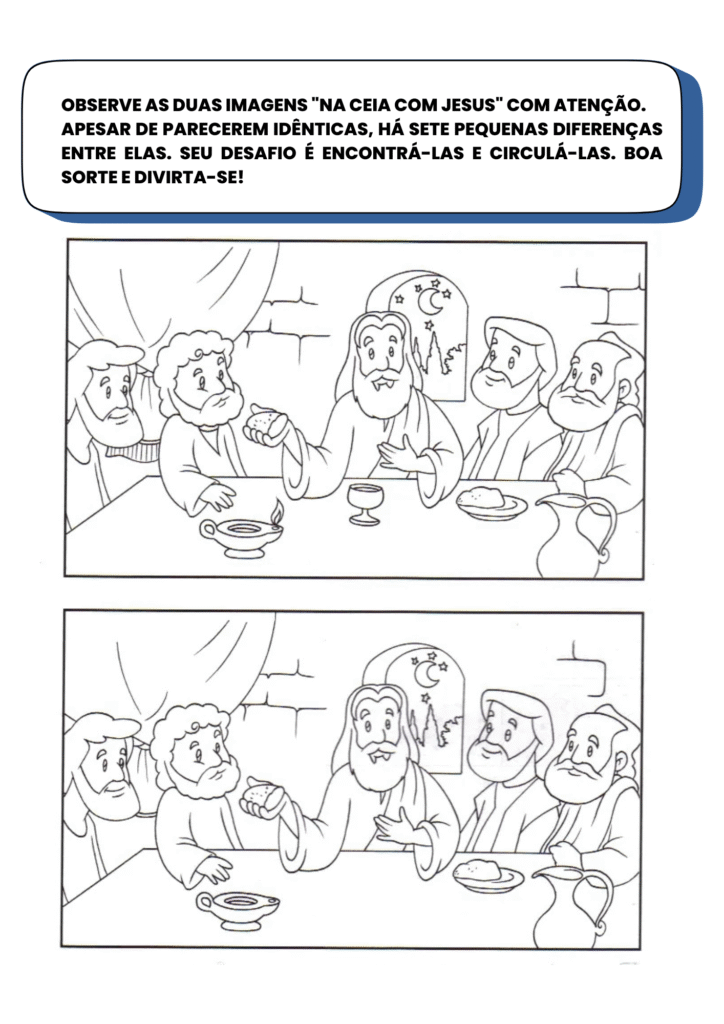 OBSERVE AS DUAS IMAGENS "NA CEIA COM JESUS" COM ATENÇÃO.
APESAR DE PARECEREM IDÊNTICAS, HÁ SETE PEQUENAS DIFERENÇAS
ENTRE ELAS. SEU DESAFIO É ENCONTRÁ-LAS E CIRCULÁ-LAS. BOA
SORTE E DIVIRTA-SE!